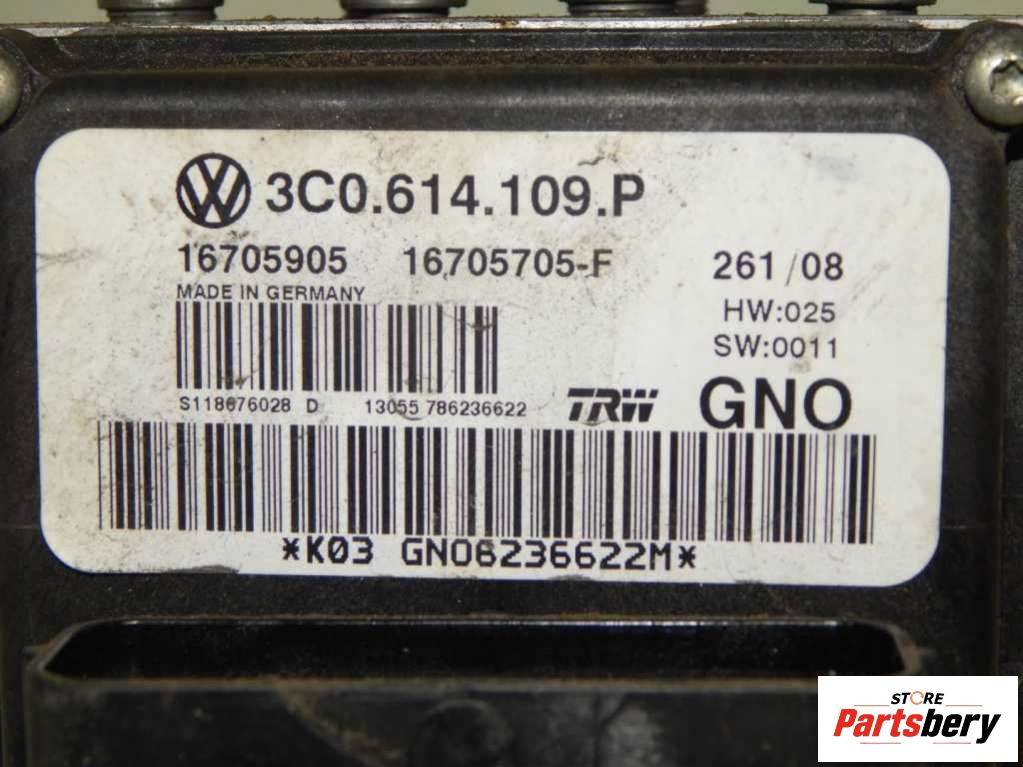 3C0.614.109.P
16705905 16705705-F 261/08
MADE IN GERMANY
HW:025
SW:0011
S118676028 D 13055 786236622
TRW GNO
*K03 GNO8236622M*
STORE
Partsbery